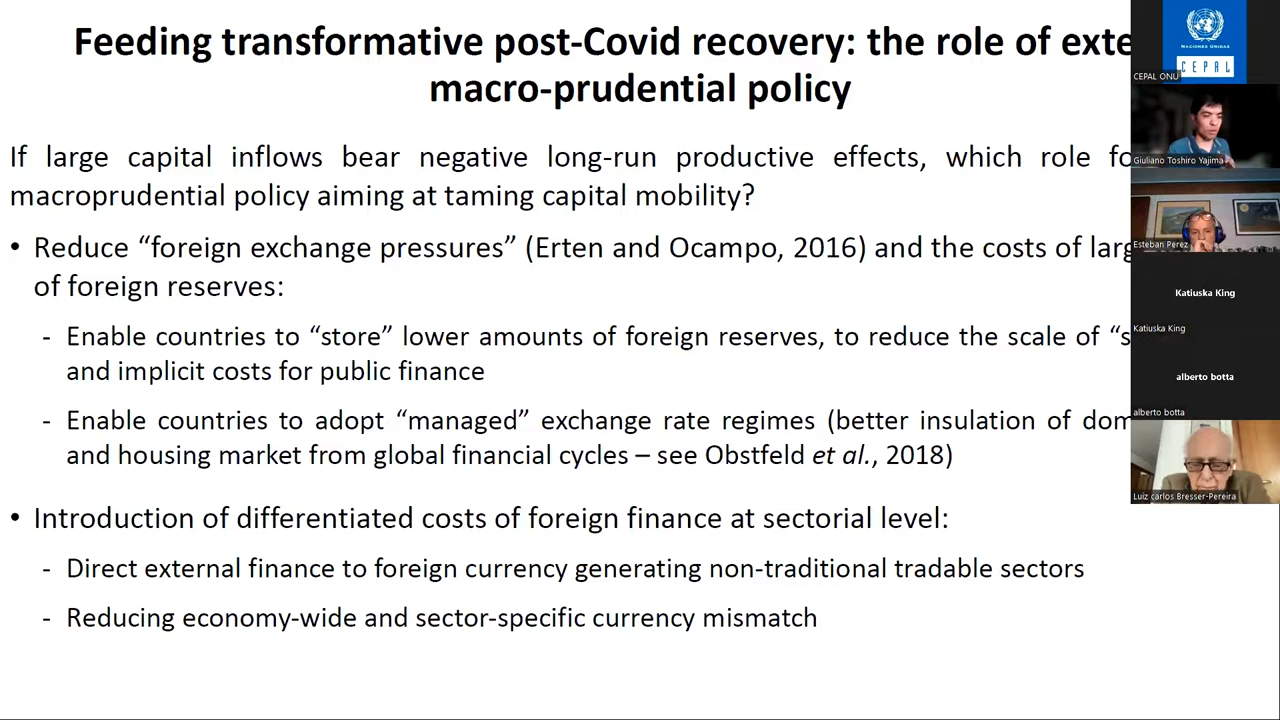 Feeding transformative post-Covid recovery: the role of exte
macro-prudential policy
If large capital inflows bear negative long-run productive effects, which role fo
macroprudential policy aiming at taming capital mobility?
• Reduce “foreign exchange pressures” (Erten and Ocampo, 2016) and the costs of larg
of foreign reserves:
- Enable countries to “store” lower amounts of foreign reserves, to reduce the scale of “s
and implicit costs for public finance
- Enable countries to adopt “managed” exchange rate regimes (better insulation of dom
and housing market from global financial cycles – see Obstfeld et al., 2018)
• Introduction of differentiated costs of foreign finance at sectorial level:
- Direct external finance to foreign currency generating non-traditional tradable sectors
- Reducing economy-wide and sector-specific currency mismatch
NACIONES UNIDAS
CEPAL
CEPAL ONU
Giuliano Toshiro Yajima
Esteban Perez
Katiuska King
Katiuska King
alberto botta
alberto botta
Luiz carlos Bresser-Pereira